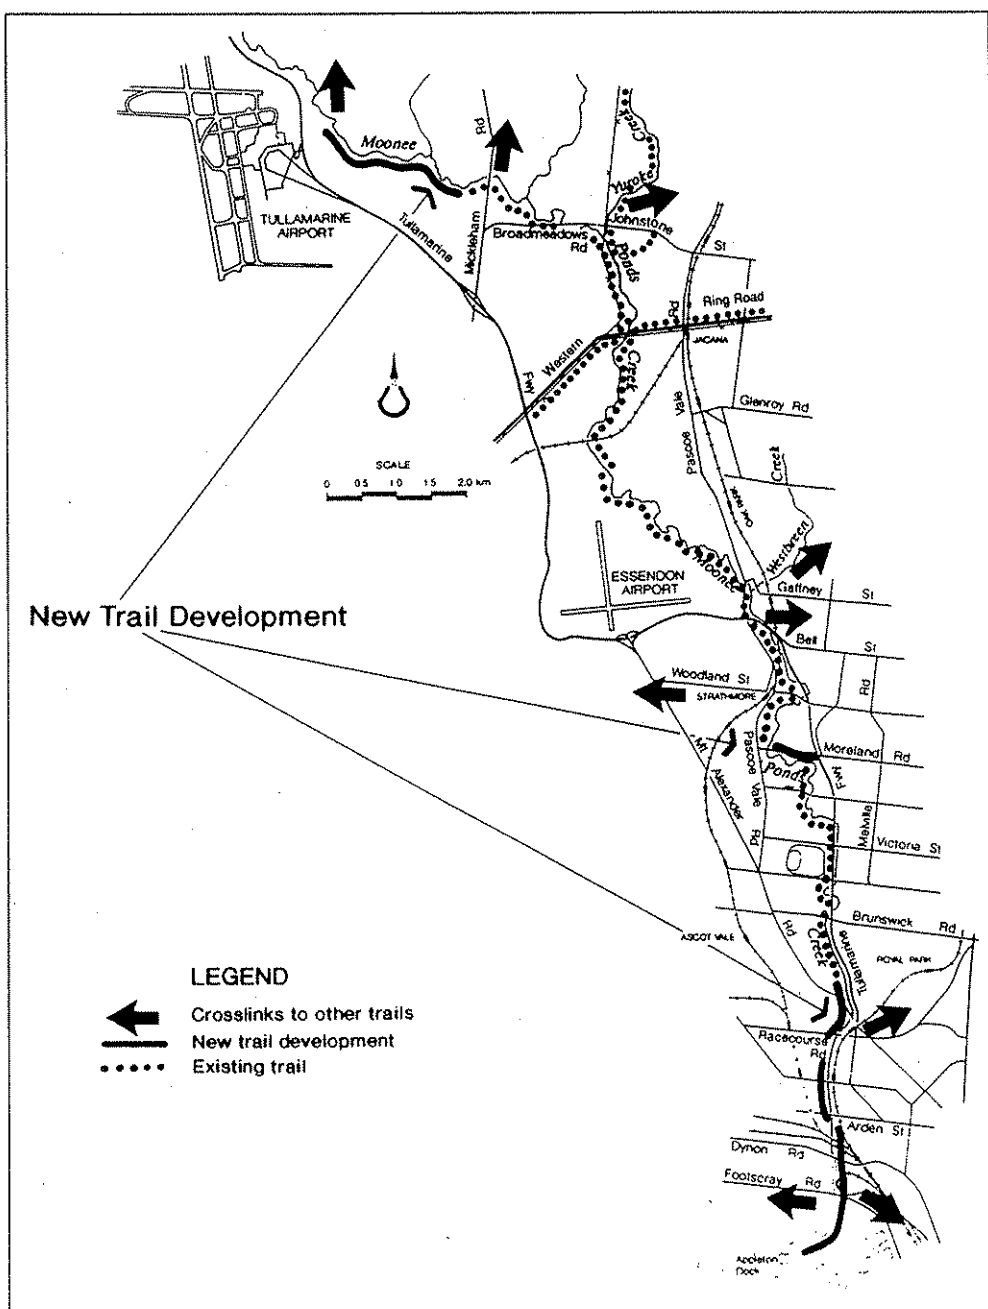 Moonee
Rd
Creek
Yuroke
TULLAMARINE
AIRPORT
Tullamarine
Mickleham
Broadmeadows
Rd
Johnstone
St
Ponds
Rd
Ring Road
JACANA
Western
Creek
Fwy
Pascoe Vale
Glenroy Rd
SCALE
0 0.5 1.0 1.5 2.0 km
Creek
OAK PARK
Westbreen
Moonee
ESSENDON
AIRPORT
Gaffney St
New Trail Development
Bell St
Woodland St
STRATHMORE
Rd
Mt Alexander
Pascoe Vale Rd
Moreland Rd
Ponds
Fwy
Melville
Victoria St
Brunswick Rd
ASCOT VALE
Rd
Creek
Tullamarine
ROYAL PARK
LEGEND
Crosslinks to other trails
New trail development
Existing trail
Racecourse
Rd
Arden St
Dynon Rd
Footscray Rd
Appleton
Dock